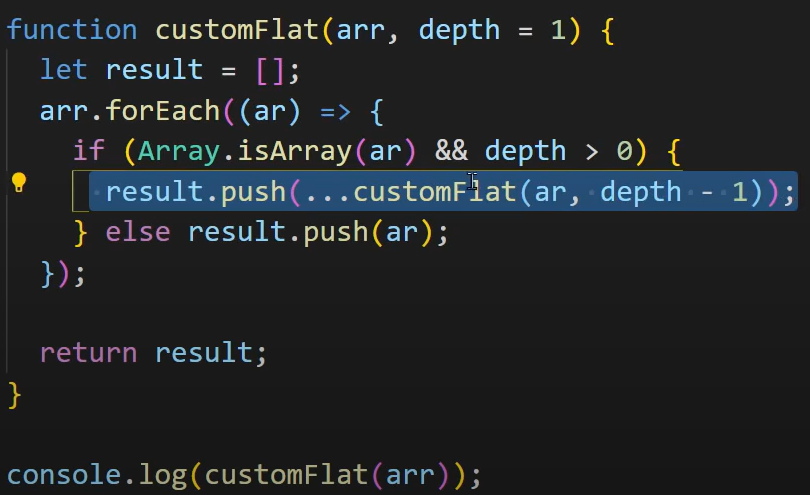 function customFlat(arr, depth = 1) {
let result = [];
arr.forEach((ar) => {
if (Array.isArray(ar) && depth > 0) {
result.push(...customFlat(ar, depth - 1));
} else result.push(ar);
});
return result;
}
console.log(customFlat(arr));